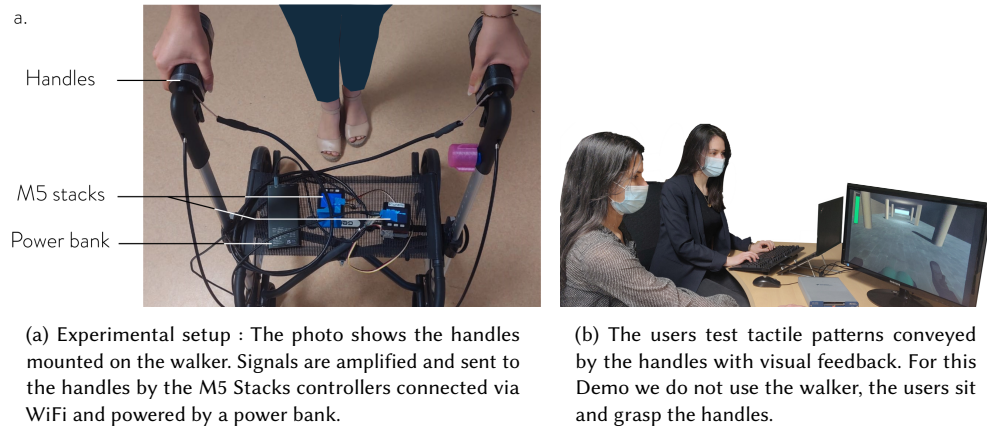 a.
Handles
M5 stacks
Power bank
(a) Experimental setup : The photo shows the handles
mounted on the walker. Signals are amplified and sent to
the handles by the M5 Stacks controllers connected via
WiFi and powered by a power bank.
(b) The users test tactile patterns conveyed
by the handles with visual feedback. For this
Demo we do not use the walker, the users sit
and grasp the handles.